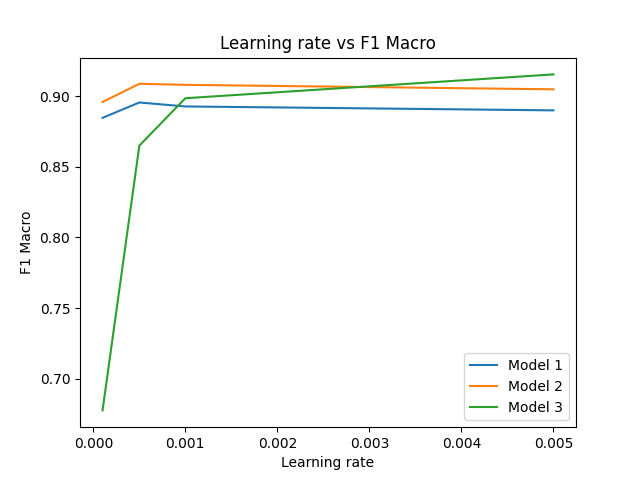 Learning rate vs F1 Macro
F1 Macro
0.90
0.85
0.80
0.75
0.70
Model 1
Model 2
Model 3
0.000 0.001 0.002 0.003 0.004 0.005
Learning rate